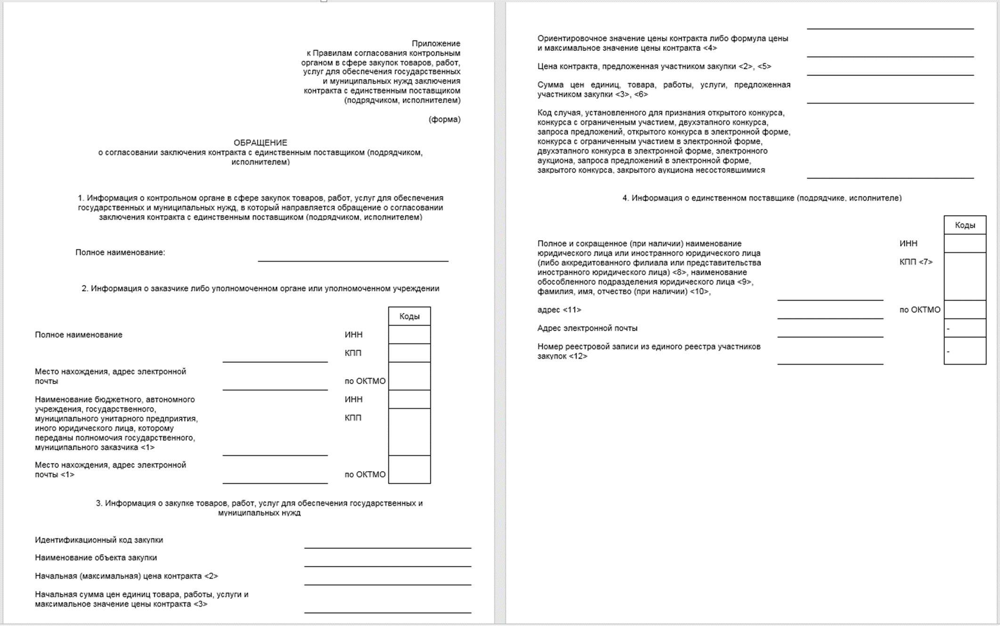 Приложение
к Правилам согласования контрольным
органом в сфере закупок товаров, работ,
услуг для обеспечения государственных
и муниципальных нужд заключения
контракта с единственным поставщиком
(подрядчиком, исполнителем)
(форма)
ОБРАЩЕНИЕ
о согласовании заключения контракта с единственным поставщиком (подрядчиком,
исполнителем)
1. Информация о контрольном органе в сфере закупок товаров, работ, услуг для обеспечения
государственных и муниципальных нужд, в который направляется обращение о согласовании
заключения контракта с единственным поставщиком (подрядчиком, исполнителем)
Полное наименование:
2. Информация о заказчике либо уполномоченном органе или уполномоченном учреждении
Коды
Полное наименование ИНН
КПП
Место нахождения, адрес электронной
почты по ОКТМО
Наименование бюджетного, автономного ИНН
учреждения, государственного,
муниципального унитарного предприятия, КПП
иного юридического лица, которому
переданы полномочия государственного,
муниципального заказчика <1>
Место нахождения, адрес электронной
почты <1> по ОКТМО
3. Информация о закупке товаров, работ, услуг для обеспечения государственных и
муниципальных нужд
Идентификационный код закупки
Наименование объекта закупки
Начальная (максимальная) цена контракта <2>
Начальная сумма цен единиц товара, работы, услуги и
максимальное значение цены контракта <3>
Ориентировочное значение цены контракта либо формула цены
и максимальное значение цены контракта <4>
Цена контракта, предложенная участником закупки <2>, <5>
Сумма цен единиц, товара, работы, услуги, предложенная
участником закупки <3>, <6>
Код случая, установленного для признания открытого конкурса,
конкурса с ограниченным участием, двухэтапного конкурса,
запроса предложений, открытого конкурса в электронной форме,
конкурса с ограниченным участием в электронной форме,
двухэтапного конкурса в электронной форме, электронного
аукциона, запроса предложений в электронной форме,
закрытого конкурса, закрытого аукциона несостоявшимися
4. Информация о единственном поставщике (подрядчике, исполнителе)
Коды
Полное и сокращенное (при наличии) наименование ИНН
юридического лица или иностранного юридического лица
(либо аккредитованного филиала или представительства КПП <7>
иностранного юридического лица) <8>, наименование
обособленного подразделения юридического лица <9>,
фамилия, имя, отчество (при наличии) <10>,
адрес <11> по ОКТМО
Адрес электронной почты -
Номер реестровой записи из единого реестра участников
закупок <12> -